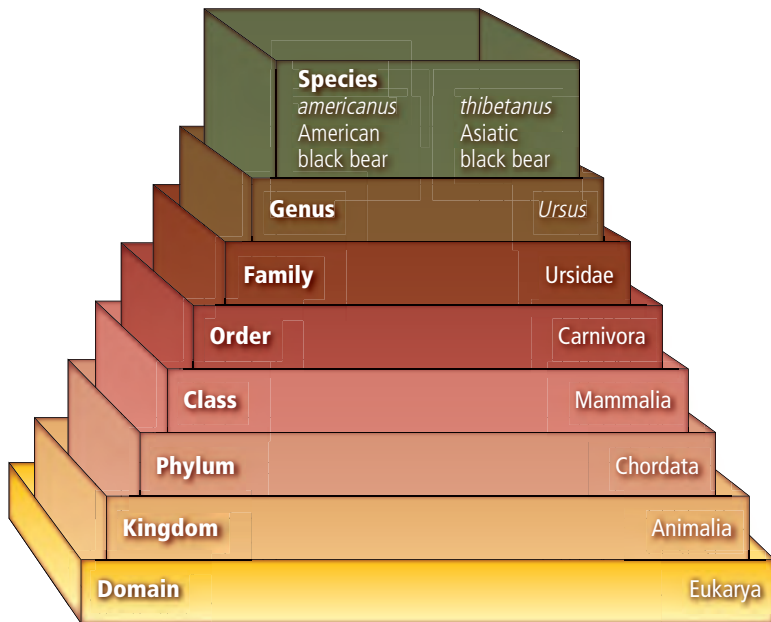 Species
americanus thibetanus
American Asiatic
black bear black bear
Genus Ursus
Family Ursidae
Order Carnivora
Class Mammalia
Phylum Chordata
Kingdom Animalia
Domain Eukarya